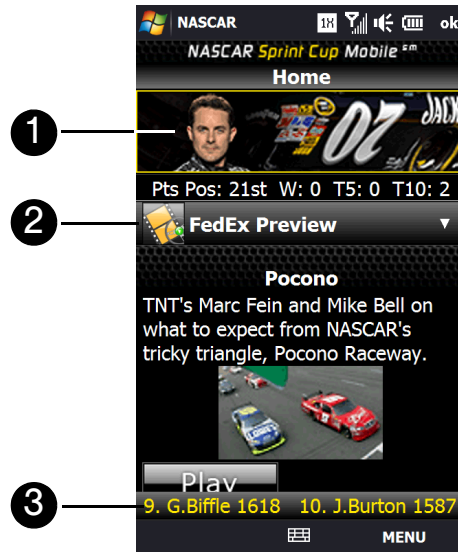 NASCAR 1X ok
NASCAR Sprint Cup Mobile sm
Home
1
20 JACK
Pts Pos: 21st W: 0 T5: 0 T10: 2
2 FedEx Preview
Pocono
TNT's Marc Fein and Mike Bell on
what to expect from NASCAR's
tricky triangle, Pocono Raceway.
Play
3 9. G.Biffle 1618 10. J.Burton 1587
MENU